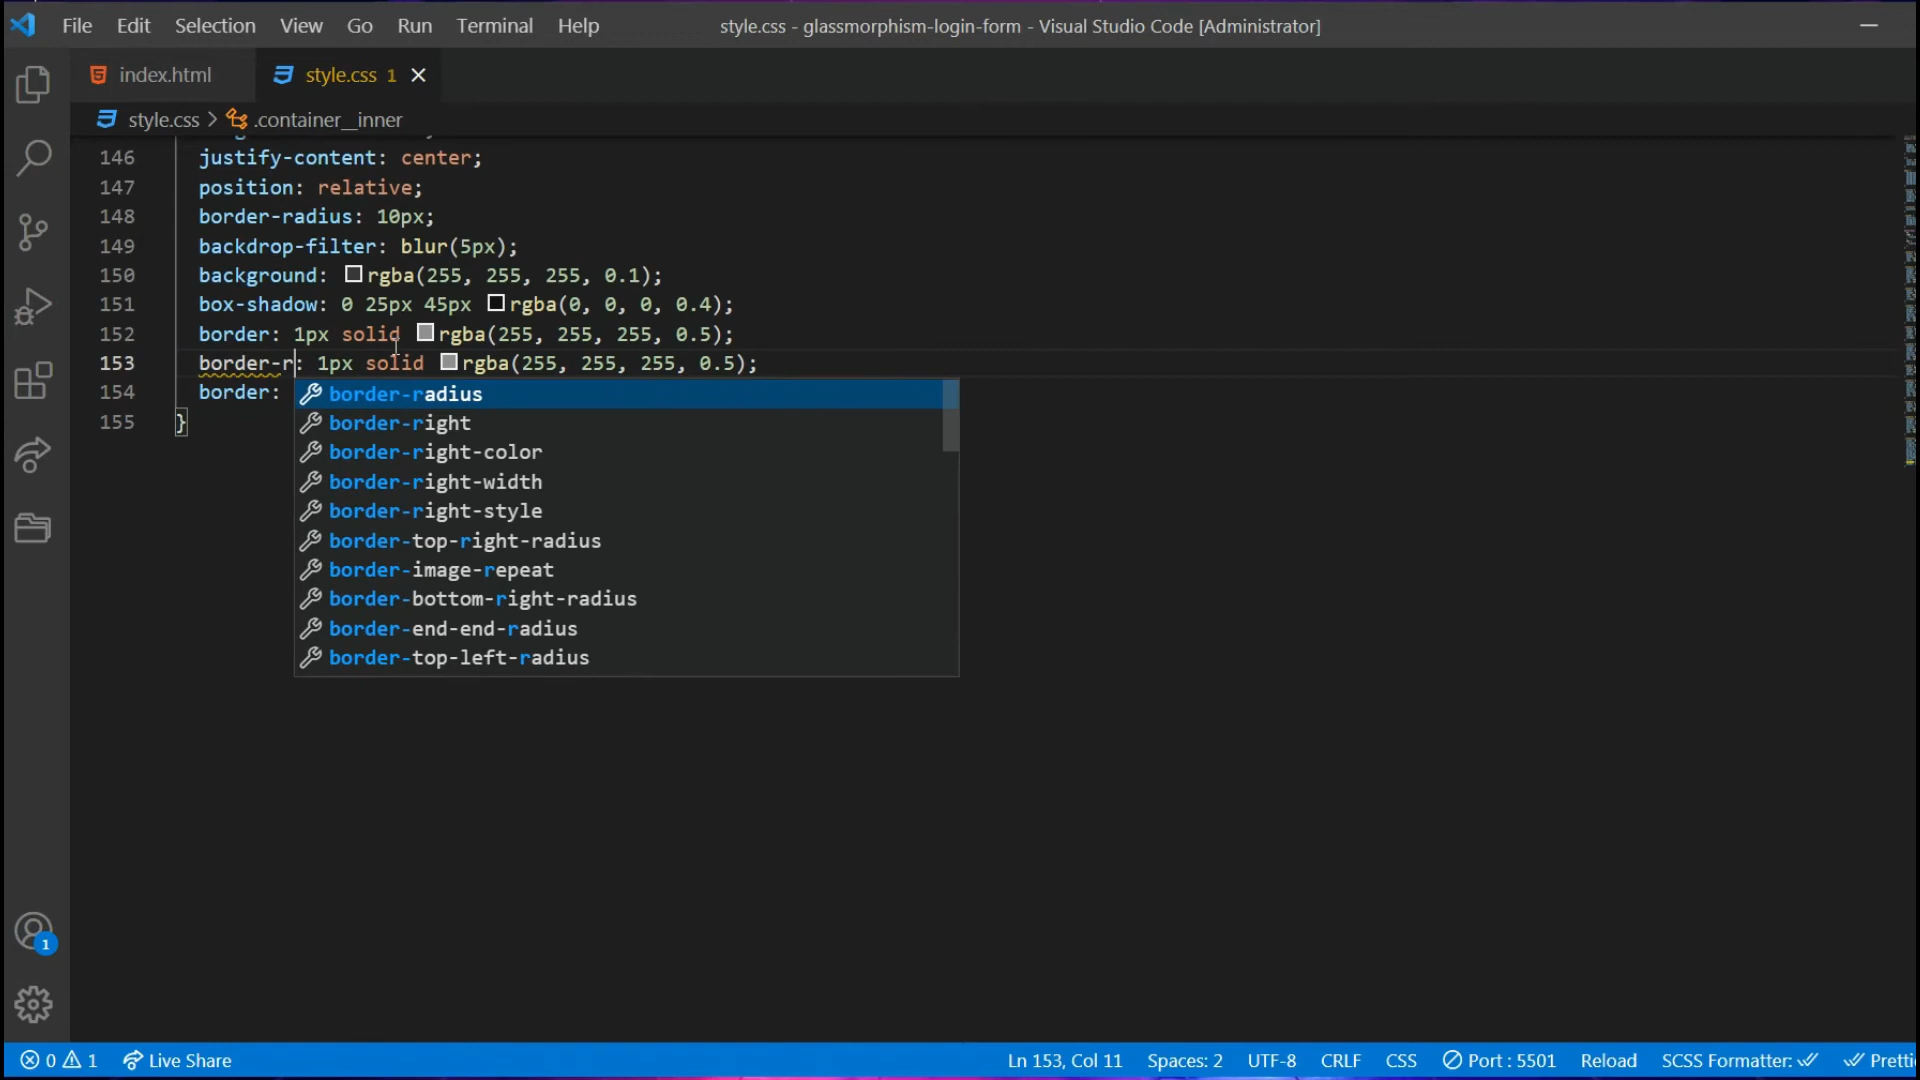 File Edit Selection View Go Run Terminal Help style.css - glassmorphism-login-form - Visual Studio Code [Administrator]
index.html style.css 1
style.css > .container__inner
146 justify-content: center;
147 position: relative;
148 border-radius: 10px;
149 backdrop-filter: blur(5px);
150 background: rgba(255, 255, 255, 0.1);
151 box-shadow: 0 25px 45px rgba(0, 0, 0, 0.4);
152 border: 1px solid rgba(255, 255, 255, 0.5);
153 border-r: 1px solid rgba(255, 255, 255, 0.5);
154 border:
155 }
border-radius
border-right
border-right-color
border-right-width
border-right-style
border-top-right-radius
border-image-repeat
border-bottom-right-radius
border-end-end-radius
border-top-left-radius
1
0 1 Live Share Ln 153, Col 11 Spaces: 2 UTF-8 CRLF CSS Port : 5501 Reload SCSS Formatter: Pretti